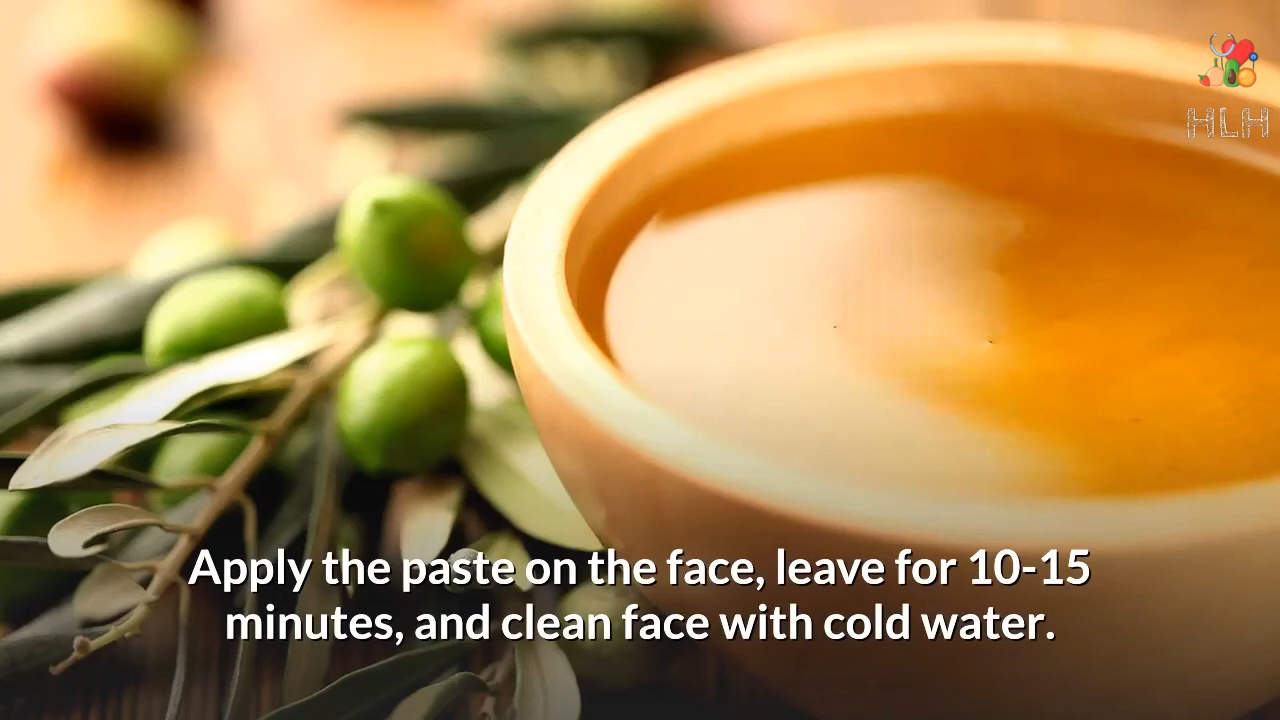 HLH
Apply the paste on the face, leave for 10-15
minutes, and clean face with cold water.